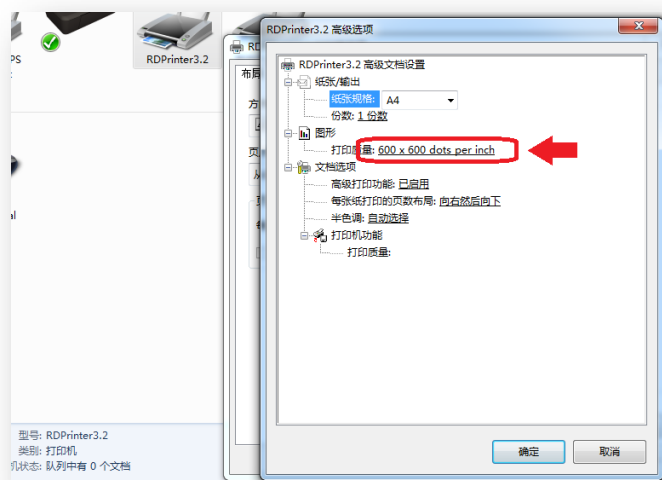 RDPrinter3.2 高级选项
PS
RDPrinter3.2
RD
布局
方
页
从
al
RDPrinter3.2 高级文档设置
纸张/输出
纸张规格: A4
份数: 1 份数
图形
打印质量: 600 x 600 dots per inch
文档选项
高级打印功能: 已启用
每张纸打印的页数布局: 向右然后向下
半色调: 自动选择
打印机功能
打印质量:
型号: RDPrinter3.2
类别: 打印机
机状态: 队列中有 0 个文档
确定
取消